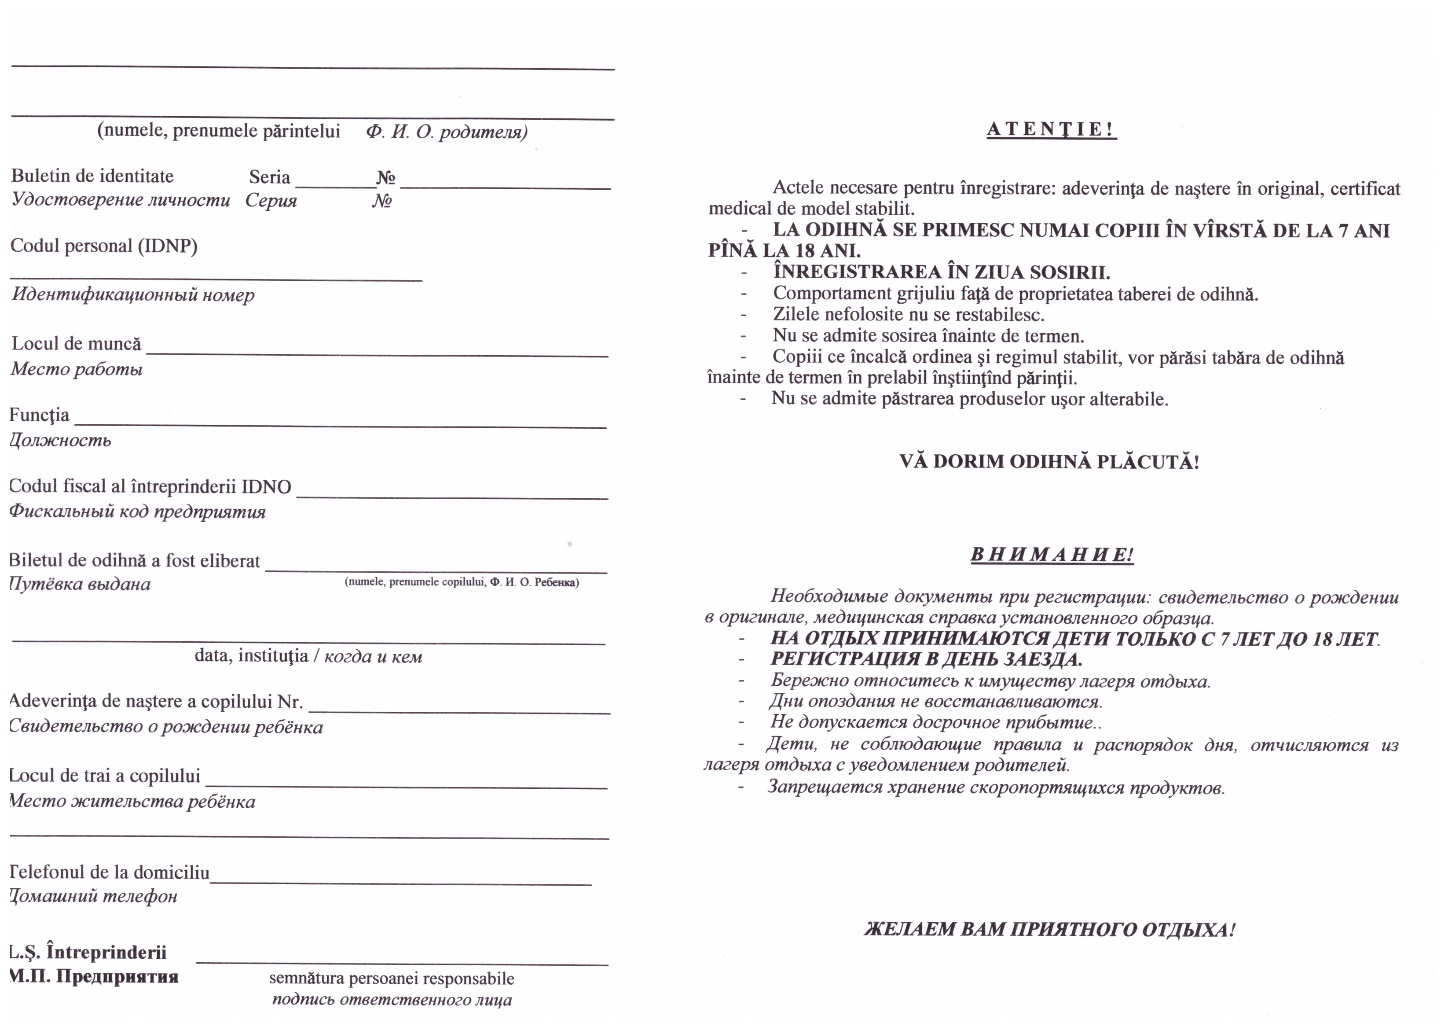 (numele, prenumele părintelui Ф. И. О. родителя)
Buletin de identitate Seria ________ № ____________________
Удостоверение личности Серия №
Codul personal (IDNP)
Идентификационный номер
Locul de muncă
Место работы
Funcţia
Должность
Codul fiscal al întreprinderii IDNO
Фискальный код предприятия
Biletul de odihnă a fost eliberat
Путёвка выдана (numele, prenumele copilului, Ф. И. О. Ребенка)
data, instituţia / когда и кем
Adeverinţa de naştere a copilului Nr.
Свидетельство о рождении ребёнка
Locul de trai a copilului
Место жительства ребёнка
Telefonul de la domiciliu
Домашний телефон
L.Ş. Întreprinderii
М.П. Предприятия semnătura persoanei responsabile
подпись ответственного лица
A T E N Ţ I E !
Actele necesare pentru înregistrare: adeverinţa de naştere în original, certificat
medical de model stabilit.
- LA ODIHNĂ SE PRIMESC NUMAI COPIII ÎN VÎRSTĂ DE LA 7 ANI
PÎNĂ LA 18 ANI.
- ÎNREGISTRAREA ÎN ZIUA SOSIRII.
- Comportament grijuliu faţă de proprietatea taberei de odihnă.
- Zilele nefolosite nu se restabilesc.
- Nu se admite sosirea înainte de termen.
- Copiii ce încalcă ordinea şi regimul stabilit, vor părăsi tabăra de odihnă
înainte de termen în prelabil înştiinţînd părinţii.
- Nu se admite păstrarea produselor uşor alterabile.
VĂ DORIM ODIHNĂ PLĂCUTĂ!
В Н И М А Н И Е!
Необходимые документы при регистрации: свидетельство о рождении
в оригинале, медицинская справка установленного образца.
- НА ОТДЫХ ПРИНИМАЮТСЯ ДЕТИ ТОЛЬКО С 7 ЛЕТ ДО 18 ЛЕТ.
- РЕГИСТРАЦИЯ В ДЕНЬ ЗАЕЗДА.
- Бережно относитесь к имуществу лагеря отдыха.
- Дни опоздания не восстанавливаются.
- Не допускается досрочное прибытие..
- Дети, не соблюдающие правила и распорядок дня, отчисляются из
лагеря отдыха с уведомлением родителей.
- Запрещается хранение скоропортящихся продуктов.
ЖЕЛАЕМ ВАМ ПРИЯТНОГО ОТДЫХА!